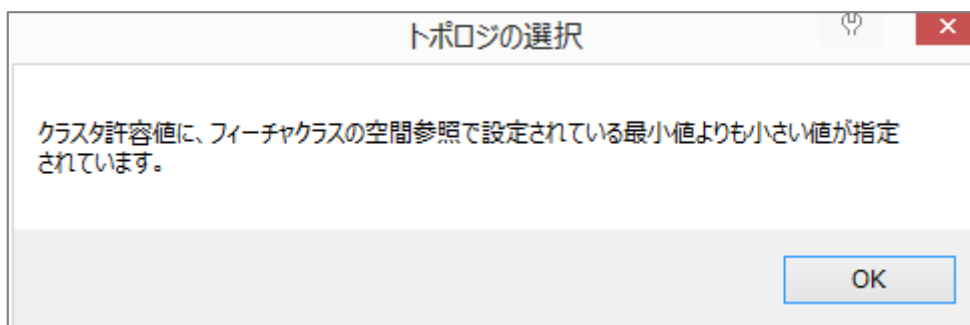 トポロジの選択
クラスタ許容値に、フィーチャクラスの空間参照で設定されている最小値よりも小さい値が指定
されています。
OK